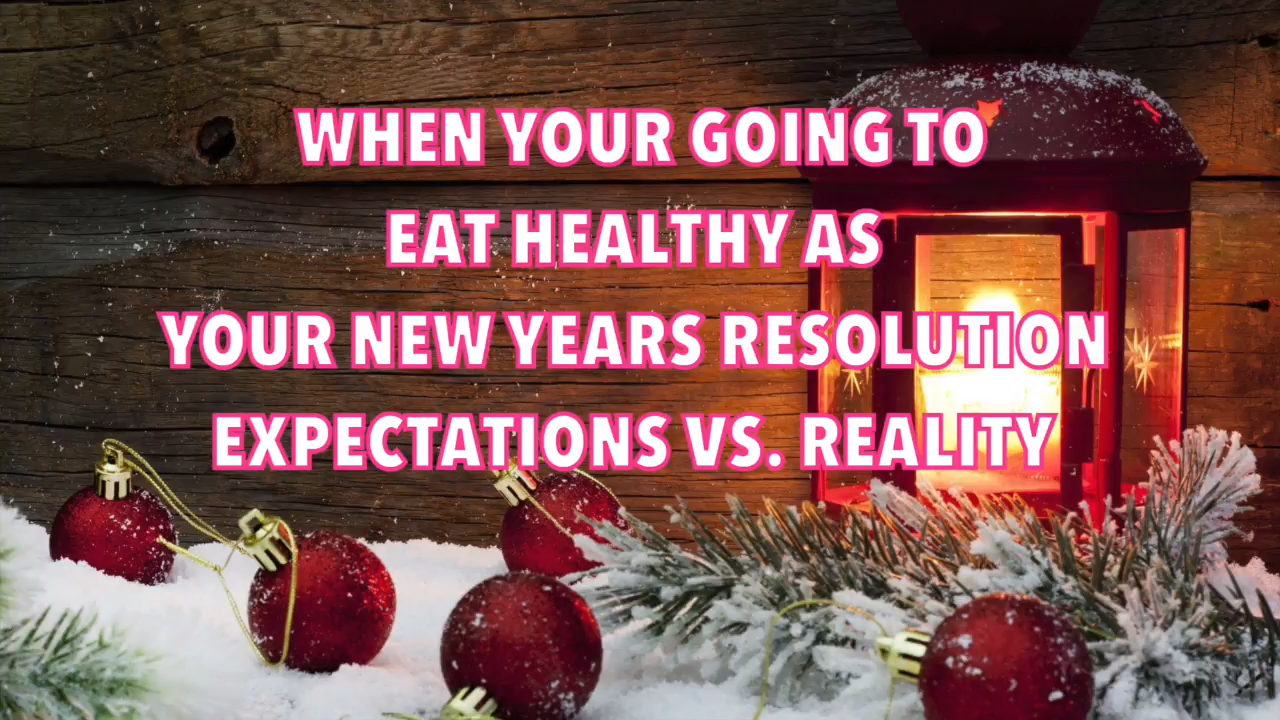 WHEN YOUR GOING TO
EAT HEALTHY AS
YOUR NEW YEARS RESOLUTION
EXPECTATIONS VS. REALITY